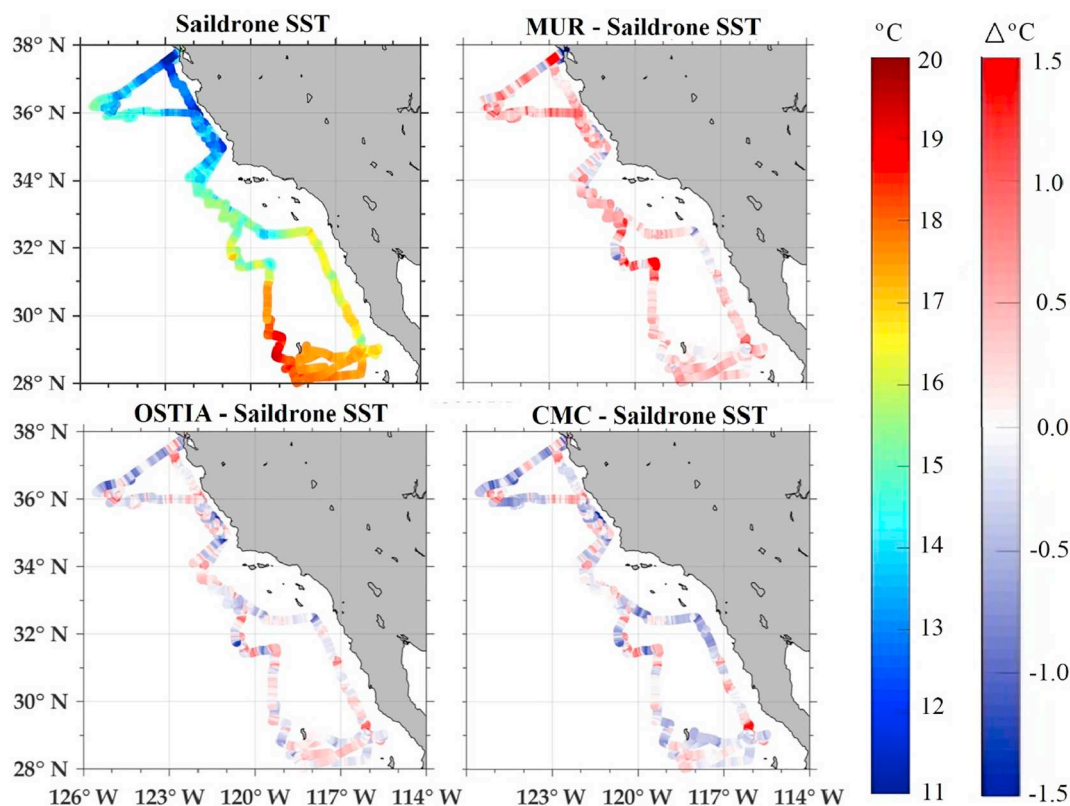 Saildrone SST
MUR - Saildrone SST
°C
△°C
38° N
36° N
34° N
32° N
30° N
28° N
20
19
18
17
16
15
14
13
12
11
1.5
1.0
0.5
0.0
-0.5
-1.0
-1.5
OSTIA - Saildrone SST
CMC - Saildrone SST
38° N
36° N
34° N
32° N
30° N
28° N
126° W
123° W
120° W
117° W
114° W
123° W
120° W
117° W
114° W